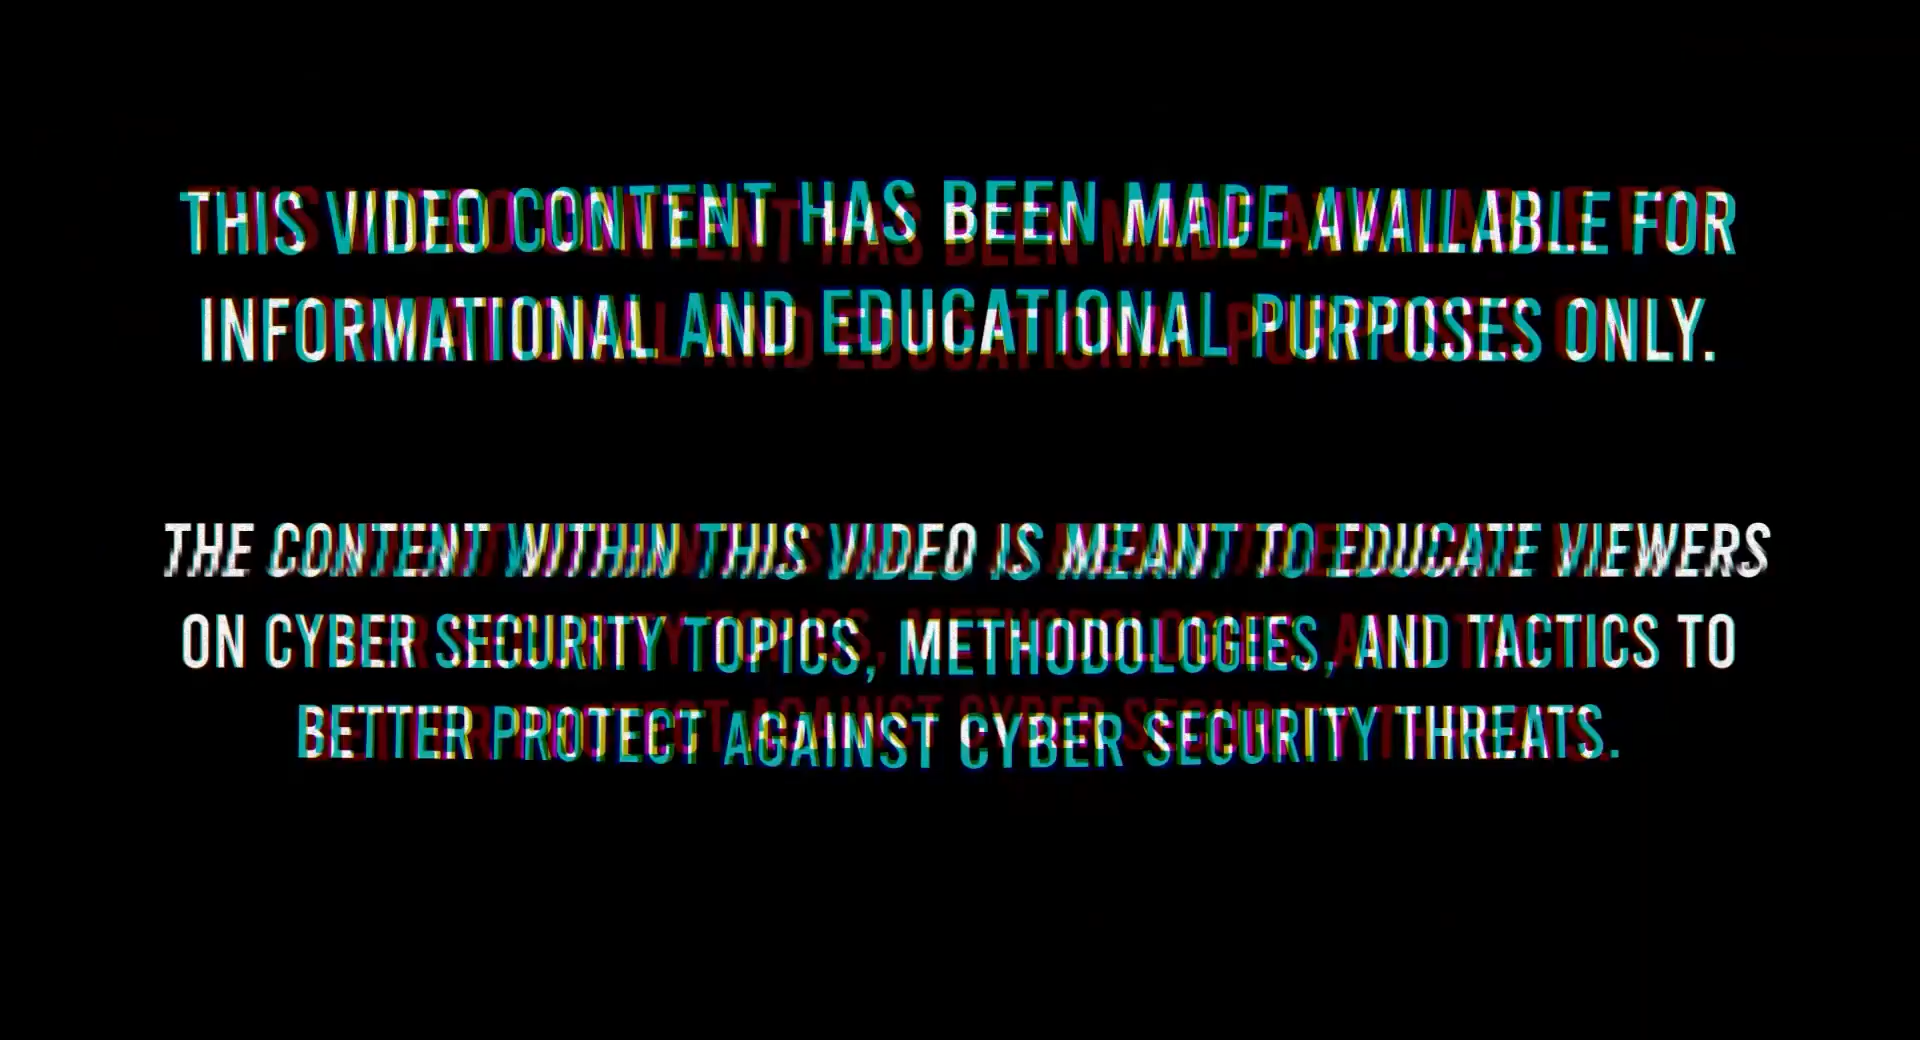 THIS VIDEO CONTENT HAS BEEN MADE AVAILABLE FOR
INFORMATIONAL AND EDUCATIONAL PURPOSES ONLY.
THE CONTENT WITHIN THIS VIDEO IS MEANT TO EDUCATE VIEWERS
ON CYBER SECURITY TOPICS, METHODOLOGIES, AND TACTICS TO
BETTER PROTECT AGAINST CYBER SECURITY THREATS.